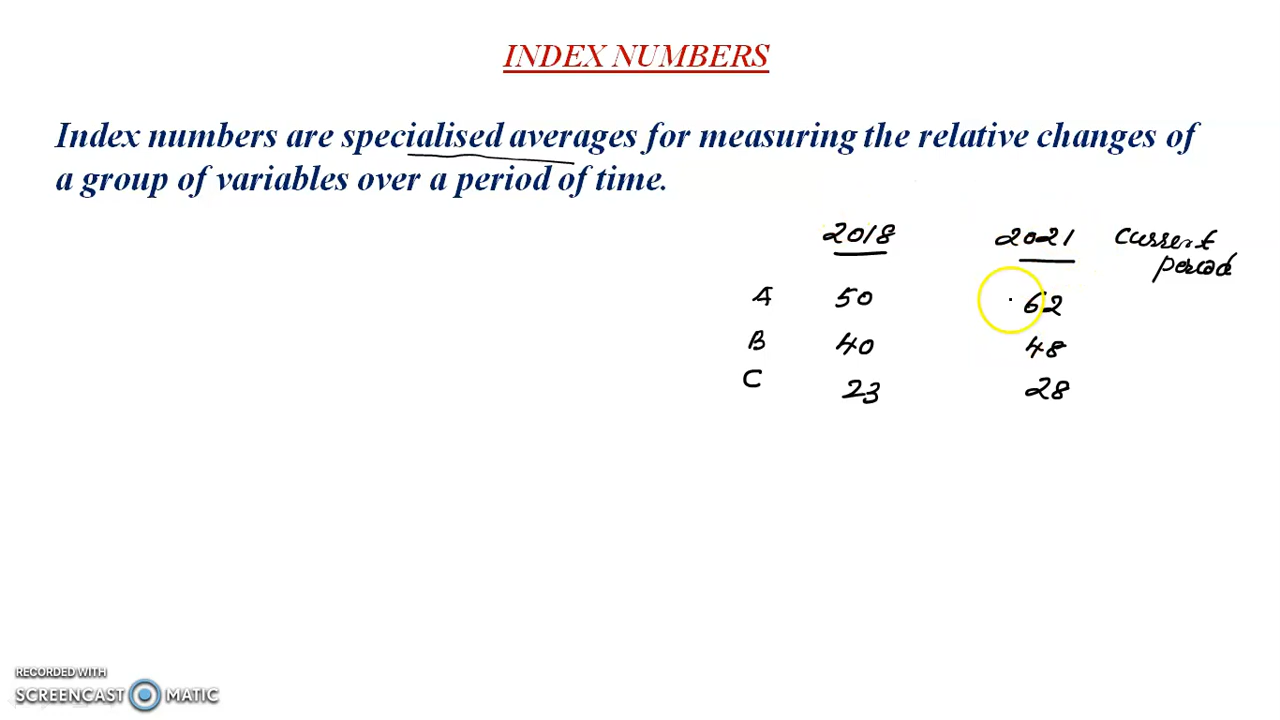 INDEX NUMBERS
Index numbers are specialised averages for measuring the relative changes of
a group of variables over a period of time.
2018 2021 current
period
A 50 62
B 40 48
C 23 28
RECORDED WITH
SCREENCAST MATIC